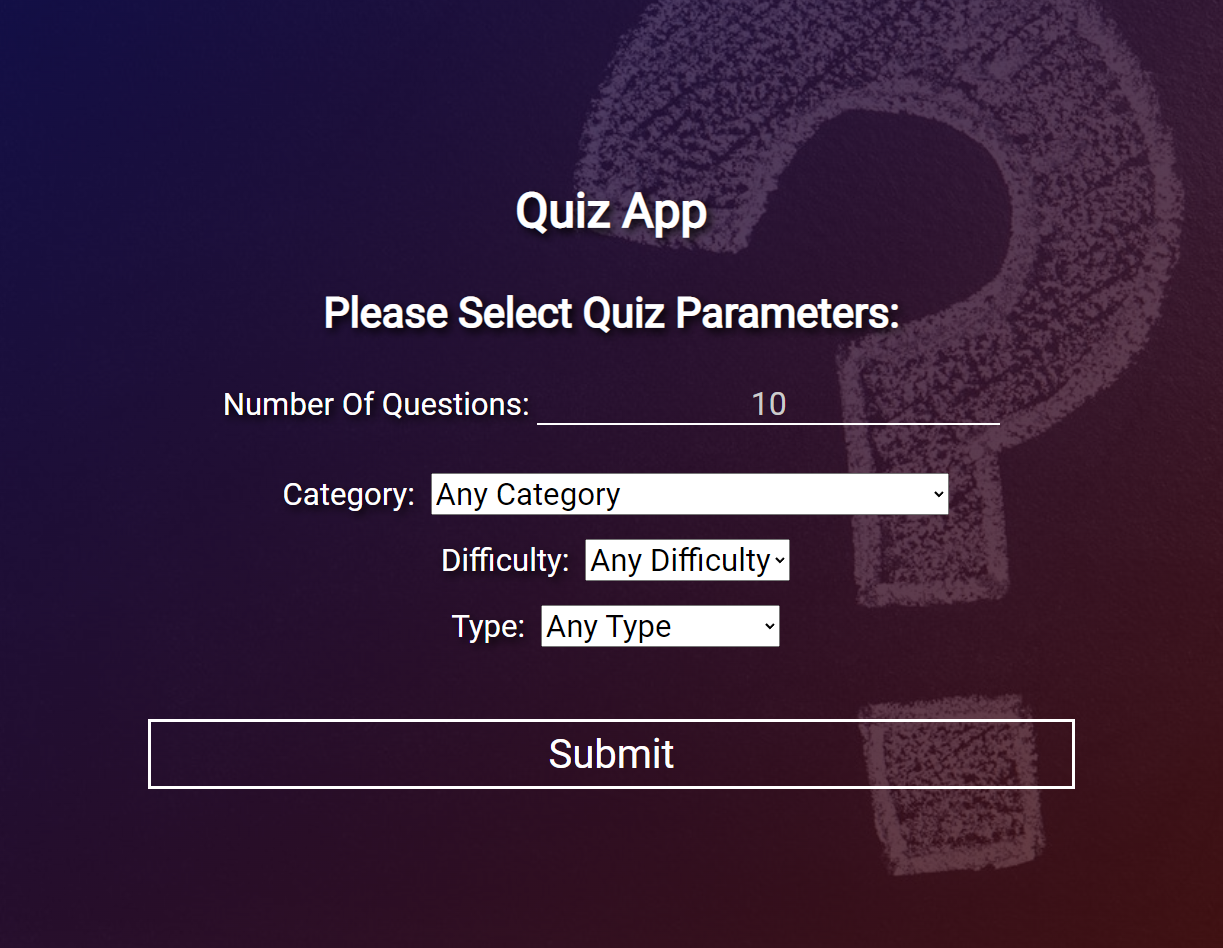 Quiz App
Please Select Quiz Parameters:
Number Of Questions: 10
Category: Any Category
Difficulty: Any Difficulty
Type: Any Type
Submit